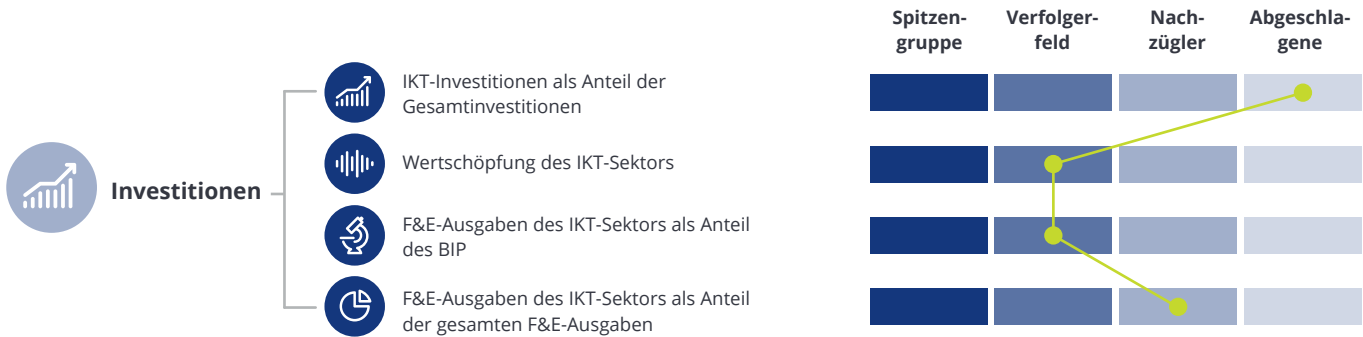 Spitzen-
gruppe
Verfolger-
feld
Nach-
zügler
Abgeschla-
gene
Investitionen
IKT-Investitionen als Anteil der
Gesamtinvestitionen
Wertschöpfung des IKT-Sektors
F&E-Ausgaben des IKT-Sektors als Anteil
des BIP
F&E-Ausgaben des IKT-Sektors als Anteil
der gesamten F&E-Ausgaben